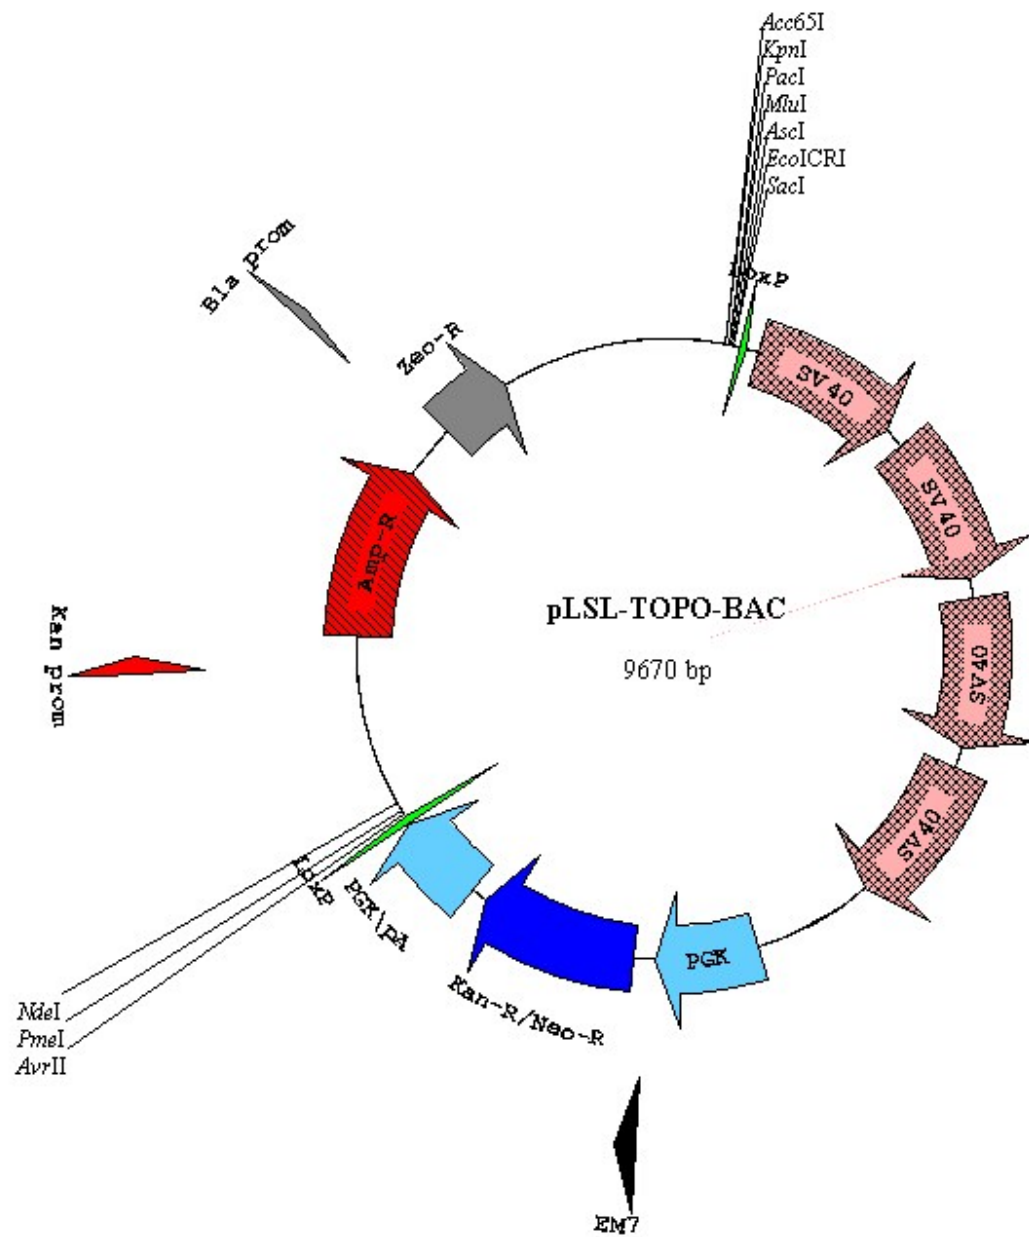 Acc65I
KpnI
PacI
MluI
AscI
EcoICRI
SacI
LoxP
Bla prom
Zeo-R
SV40
SV40
Amp-R
pLSL-TOPO-BAC
9670 bp
SV40
Kan prom
SV40
LoxP
PGK\pA
PGK
Kan-R/Neo-R
NdeI
PmeI
AvrII
EM7